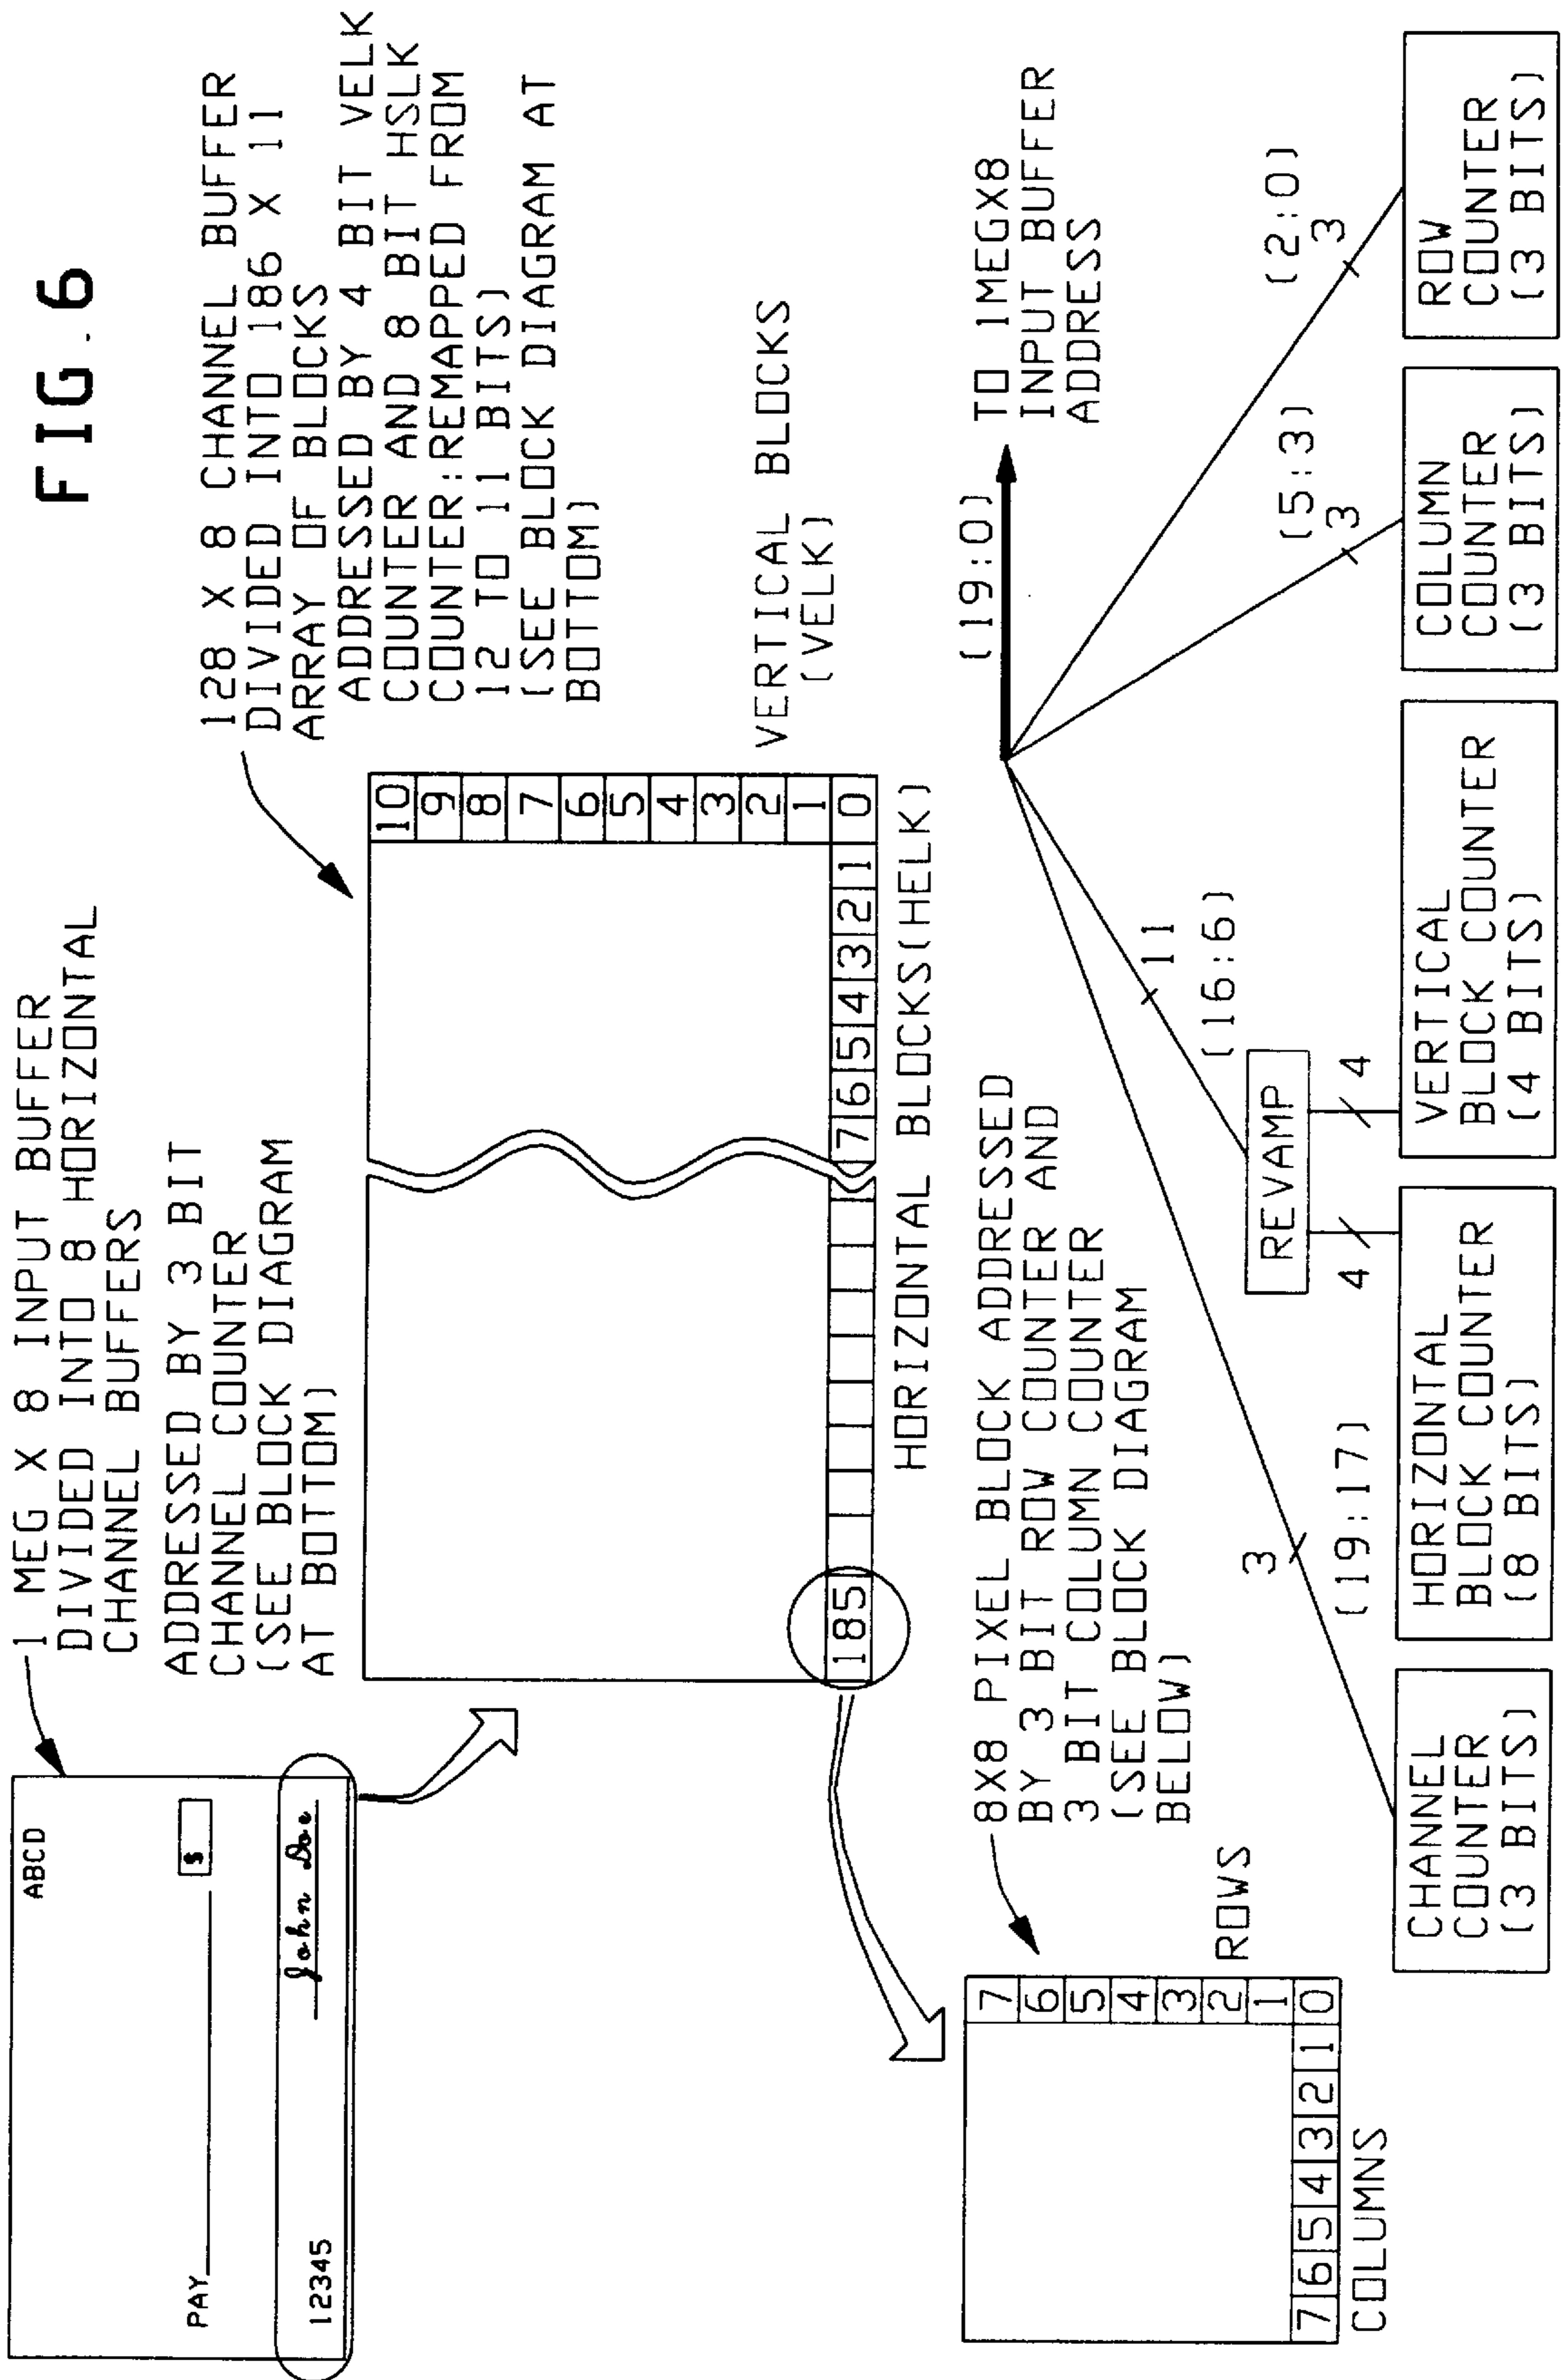 FIG. 6
1 MEG X 8 INPUT BUFFER
DIVIDED INTO 8 HORIZONTAL
CHANNEL BUFFERS
ADDRESSED BY 3 BIT
CHANNEL COUNTER
(SEE BLOCK DIAGRAM
AT BOTTOM)
ABCD
PAY
$
12345
John Doe
128 X 8 CHANNEL BUFFER
DIVIDED INTO 186 X 11
ARRAY OF BLOCKS
ADDRESSED BY 4 BIT VELK
COUNTER AND 8 BIT HSLK
COUNTER:REMAPPED FROM
12 TO 11 BITS)
(SEE BLOCK DIAGRAM AT
BOTTOM)
10
9
8
7
6
5
4
3
2
1
0
185
7 6 5 4 3 2 1
VERTICAL BLOCKS
(VELK)
HORIZONTAL BLOCKS(HELK)
8X8 PIXEL BLOCK ADDRESSED
BY 3 BIT ROW COUNTER AND
3 BIT COLUMN COUNTER
(SEE BLOCK DIAGRAM
BELOW)
7
6
5
4
3
2
1
0
7 6 5 4 3 2 1
ROWS
COLUMNS
(19:0)
TO 1MEGX8
INPUT BUFFER
ADDRESS
3
(19:17)
11
(16:6)
(5:3)
3
(2:0)
3
REVAMP
4
4
CHANNEL
COUNTER
(3 BITS)
HORIZONTAL
BLOCK COUNTER
(8 BITS)
VERTICAL
BLOCK COUNTER
(4 BITS)
COLUMN
COUNTER
(3 BITS)
ROW
COUNTER
(3 BITS)